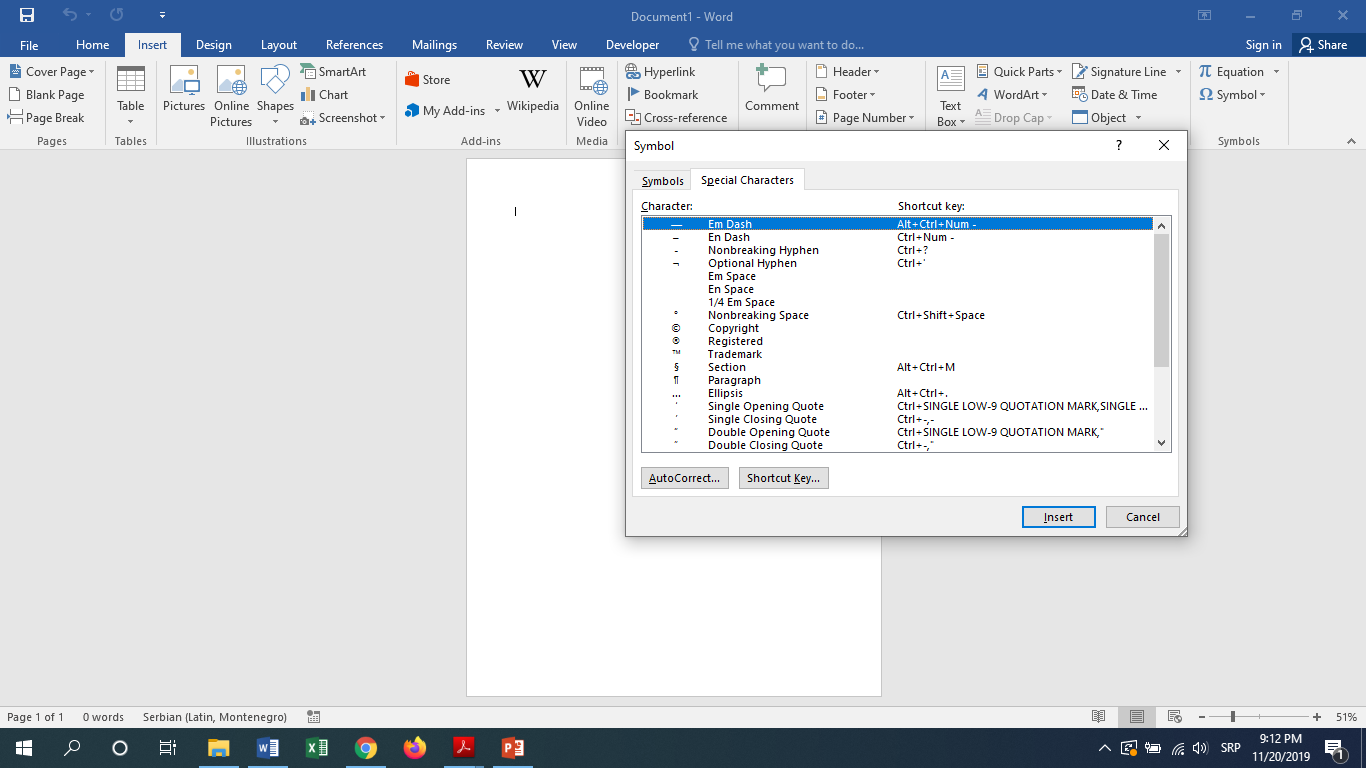 Document1 - Word
File Home Insert Design Layout References Mailings Review View Developer Tell me what you want to do... Sign in Share
Cover Page
Blank Page
Page Break
Pages
Table
Tables
Pictures
Online Pictures
Shapes
SmartArt
Chart
Screenshot
Illustrations
Store
My Add-ins
W
Wikipedia
Add-ins
Online Video
Media
Hyperlink
Bookmark
Cross-reference
Comment
Header
Footer
Page Number
A
Text Box
Quick Parts
WordArt
Drop Cap
Signature Line
Date & Time
Object
π Equation
Ω Symbol
Symbols
Symbol ?
Symbols Special Characters
Character: Shortcut key:
— Em Dash Alt+Ctrl+Num -
– En Dash Ctrl+Num -
- Nonbreaking Hyphen Ctrl+?
¬ Optional Hyphen Ctrl+'
Em Space
En Space
1/4 Em Space
° Nonbreaking Space Ctrl+Shift+Space
© Copyright
® Registered
™ Trademark
§ Section Alt+Ctrl+M
¶ Paragraph
... Ellipsis Alt+Ctrl+.
‘ Single Opening Quote Ctrl+SINGLE LOW-9 QUOTATION MARK,SINGLE ...
’ Single Closing Quote Ctrl+-,-
“ Double Opening Quote Ctrl+SINGLE LOW-9 QUOTATION MARK,"
” Double Closing Quote Ctrl+-,"
AutoCorrect... Shortcut Key...
Insert Cancel
Page 1 of 1 0 words Serbian (Latin, Montenegro) 51%
SRP
9:12 PM
11/20/2019
1